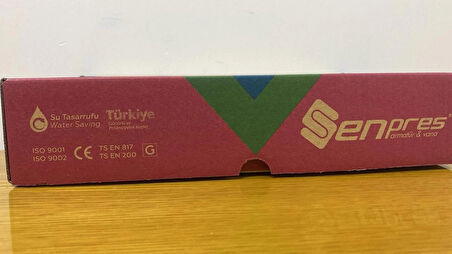 Su Tasarrufu
Water Saving
Türkiye
ISO 9001
ISO 9002
CE
TS EN 817
TS EN 200
G
Senpres
armatür & vana